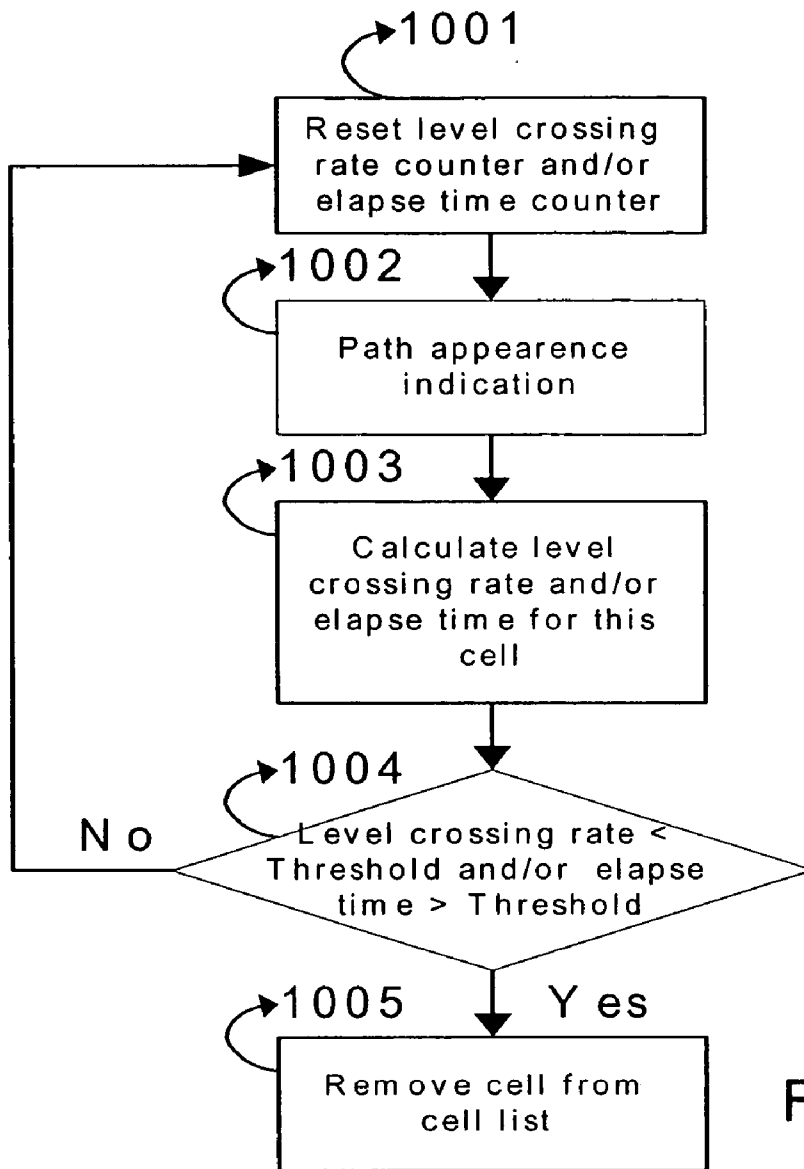 1001
Reset level crossing
rate counter and/or
elapse time counter
1002
Path appearence
indication
1003
Calculate level
crossing rate and/or
elapse time for this
cell
1004
No
Level crossing rate <
Threshold and/or elapse
time > Threshold
Yes
1005
Remove cell from
cell list